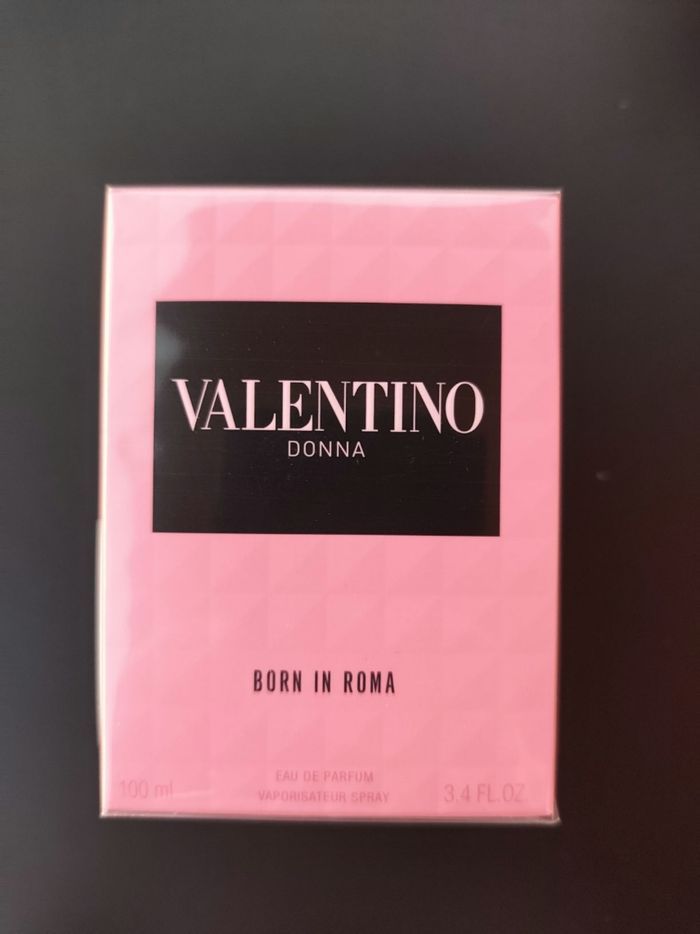 VALENTINO
DONNA
BORN IN ROMA
EAU DE PARFUM
100 ml VAPORISATEUR SPRAY 3.4 FL.OZ